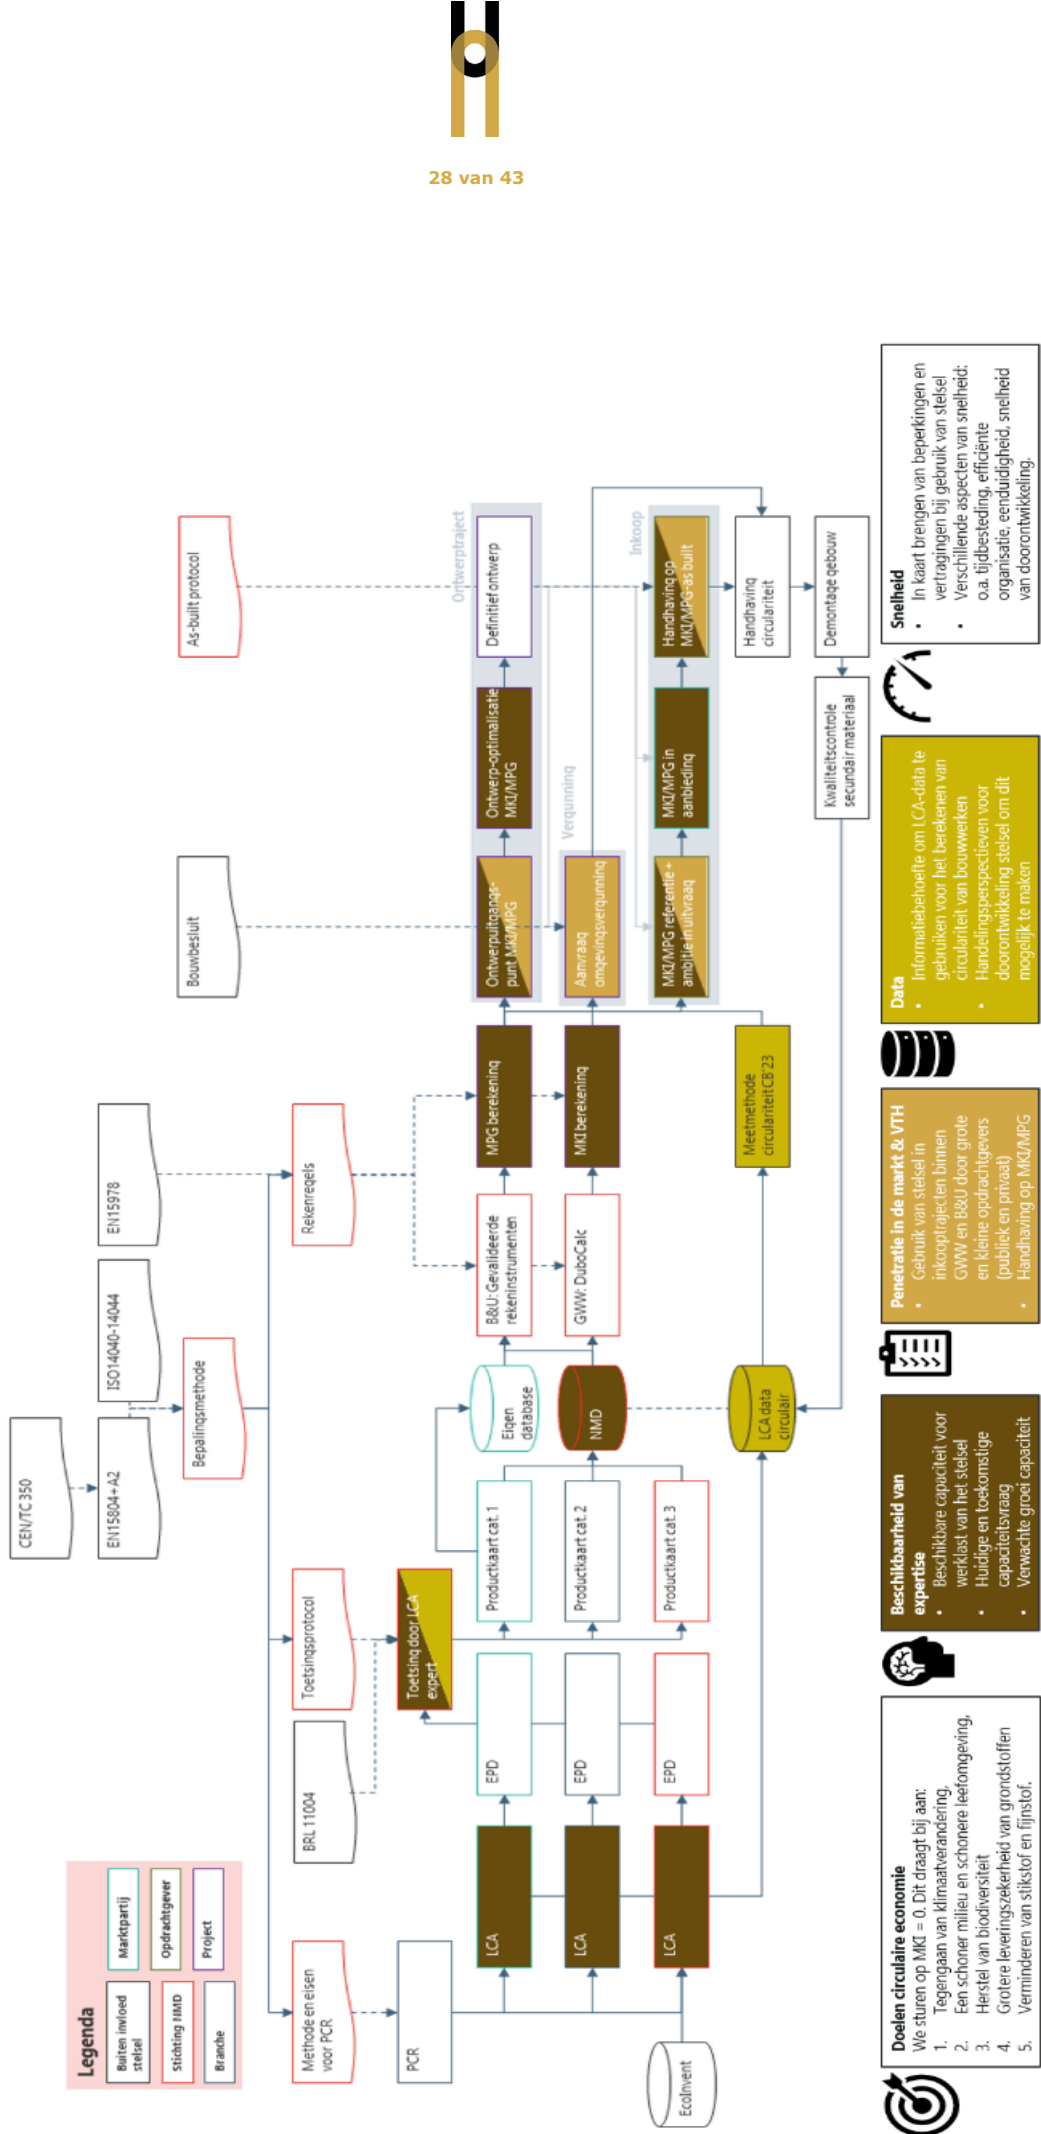 28 van 43
Legenda
Buiten invloed
stelsel
Marktpartij
Stichting NMD
Opdrachtgever
Branche
Project
CEN/TC 350
EN15804+A2
ISO14040-14044
EN15978
Bepalingsmethode
Bouwbesluit
As-built protocol
Methode en eisen
voor PCR
BRL 11004
Toetsingsprotocol
Rekenregels
PCR
Toetsing door LCA
expert
EcoInvent
LCA
EPD
Productkaart cat. 1
Eigen
database
B&U: Gevalideerde
rekeninstrumenten
MPG berekening
Ontwerptraject
Ontwerpuitgangs-
punt MKI/MPG
Ontwerp-optimalisatie
MKI/MPG
Definitief ontwerp
LCA
EPD
Productkaart cat. 2
NMD
GWW: DuboCalc
MKI berekening
Vergunning
Aanvraag
omgevingsvergunning
LCA
EPD
Productkaart cat. 3
Inkoop
MKI/MPG referentie +
ambitie in uitvraag
MKI/MPG in
aanbieding
Handhaving op
MKI/MPG-as built
LCA data
circulair
Meetmethode
circulariteit CB'23
Handhaving
circulariteit
Kwaliteitscontrole
secundair materiaal
Demontage gebouw
Doelen circulaire economie
We sturen op MKI = 0. Dit draagt bij aan:
1. Tegengaan van klimaatverandering,
2. Een schoner milieu en schonere leefomgeving,
3. Herstel van biodiversiteit
4. Grotere leveringszekerheid van grondstoffen
5. Verminderen van stikstof en fijnstof.
Beschikbaarheid van
expertise
• Beschikbare capaciteit voor
werklast van het stelsel
• Huidige en toekomstige
capaciteitsvraag
• Verwachte groei capaciteit
Penetratie in de markt & VTH
• Gebruik van stelsel in
inkooptrajecten binnen
GWW en B&U door grote
en kleine opdrachtgevers
(publiek en privaat)
• Handhaving op MKI/MPG
Data
• Informatiebehoefte om LCA-data te
gebruiken voor het berekenen van
circulariteit van bouwwerken
• Handelingsperspectieven voor
doorontwikkeling stelsel om dit
mogelijk te maken
Snelheid
• In kaart brengen van beperkingen en
vertragingen bij gebruik van stelsel
• Verschillende aspecten van snelheid:
o.a. tijdbesteding, efficiënte
organisatie, eenduidigheid, snelheid
van doorontwikkeling.